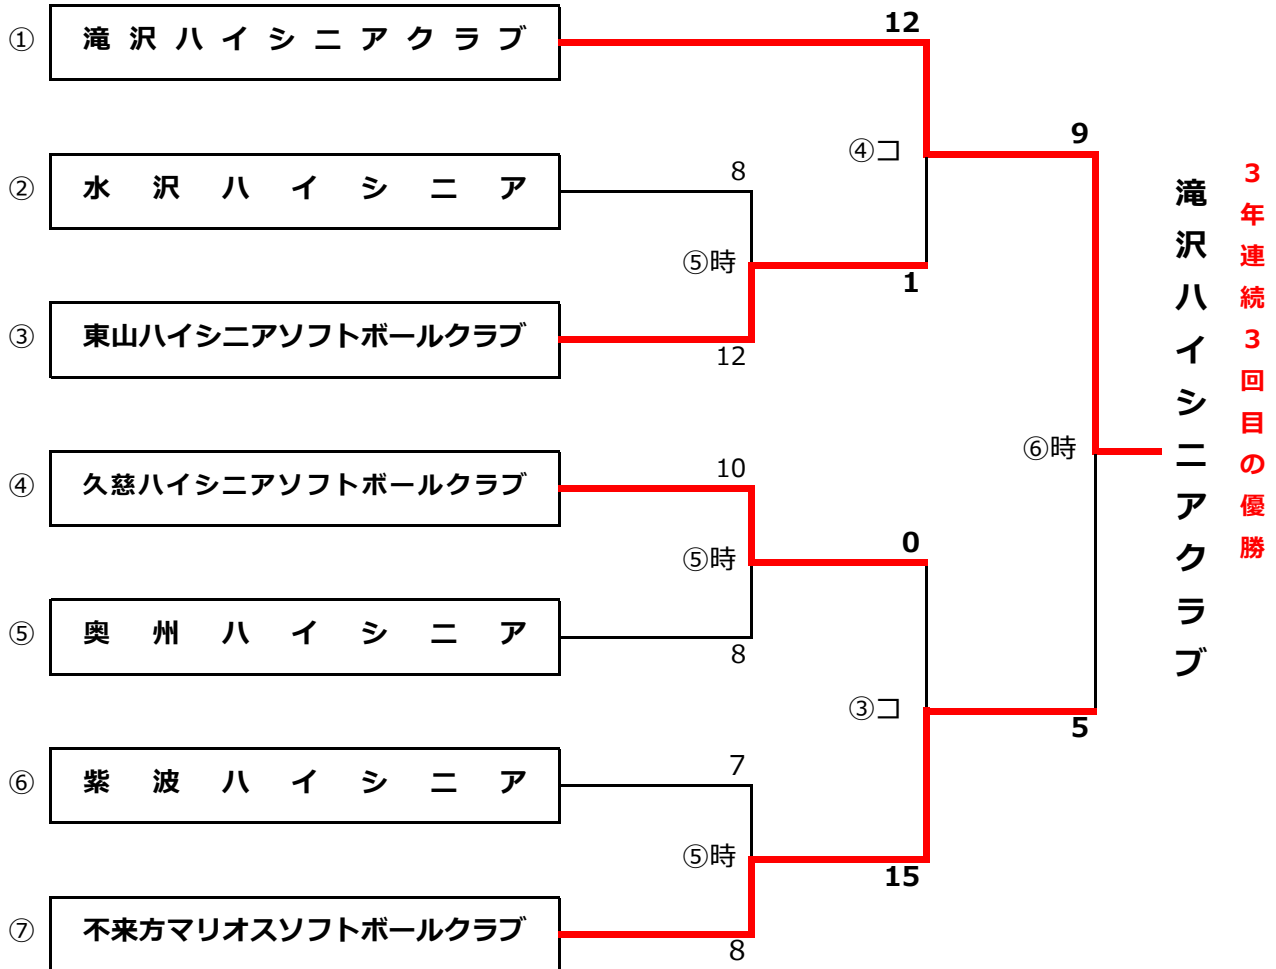 ① 滝沢ハイシニアクラブ
12
② 水沢ハイシニア
8
④コ
9
⑤時
1
③ 東山ハイシニアソフトボールクラブ
12
④ 久慈ハイシニアソフトボールクラブ
10
⑥時
⑤時
0
⑤ 奥州ハイシニア
8
③コ
5
⑥ 紫波ハイシニア
7
⑤時
15
⑦ 不来方マリオスソフトボールクラブ
8
滝沢ハイシニアクラブ
3年連続3回目の優勝